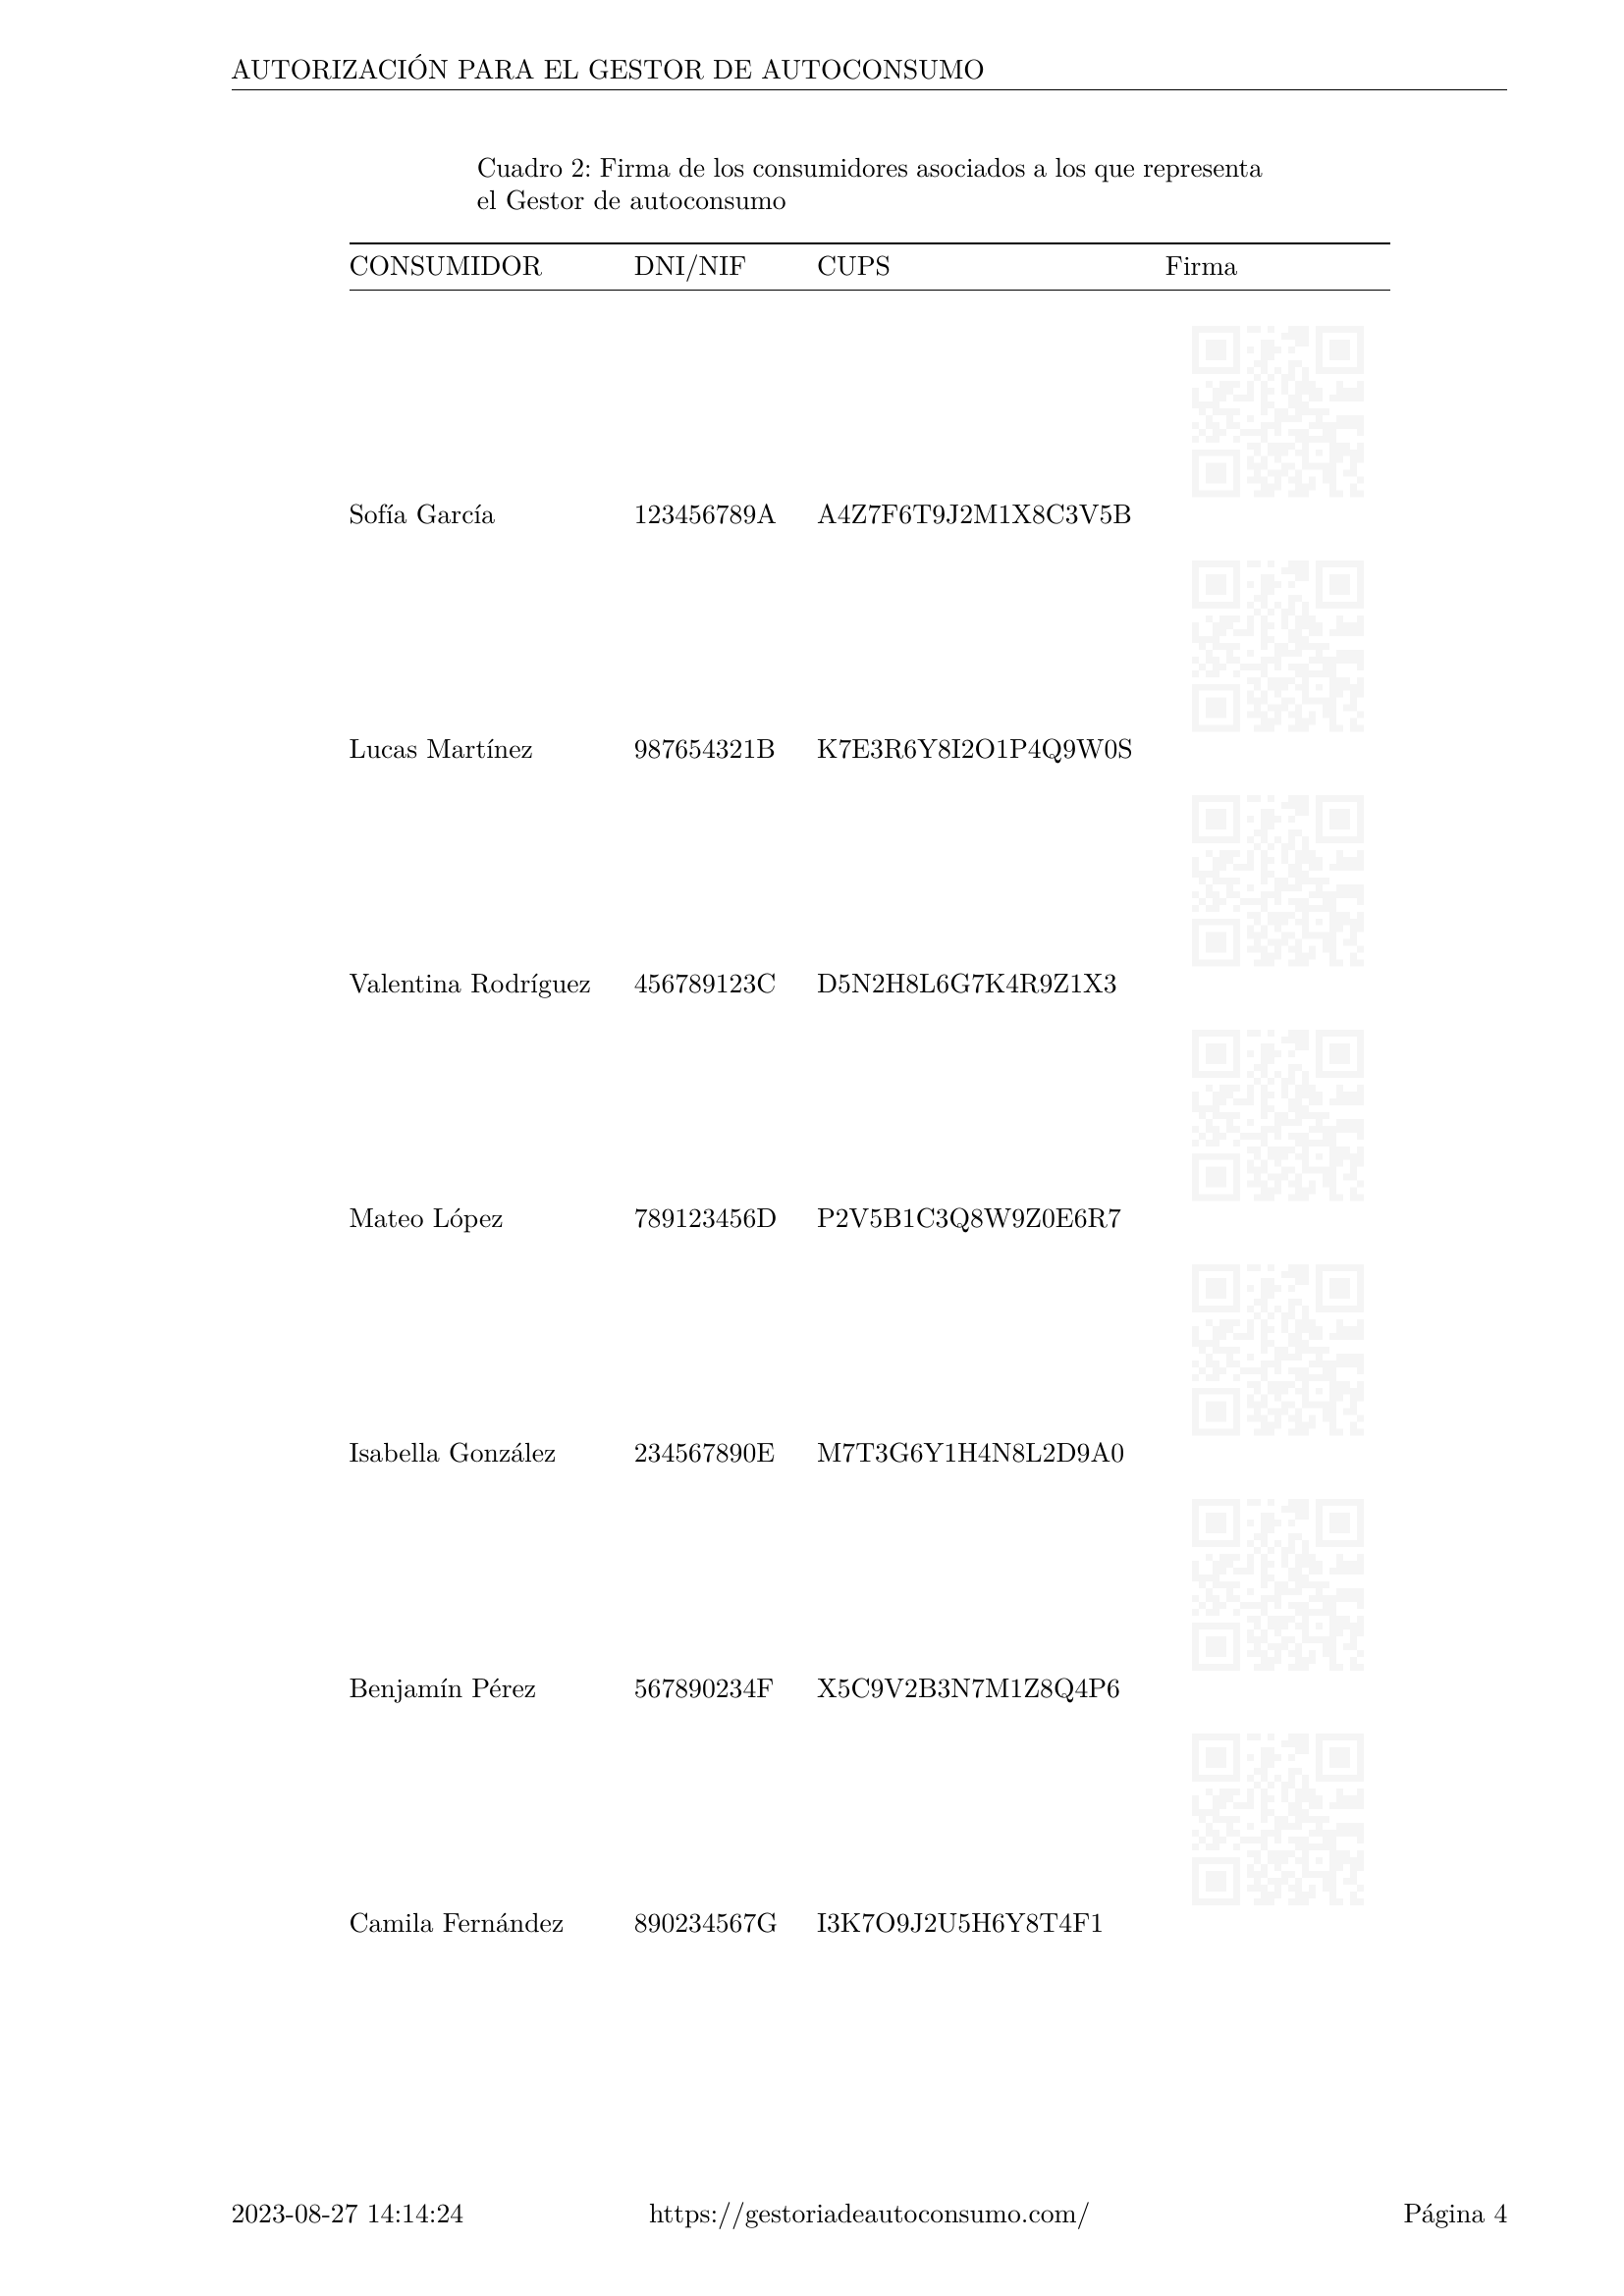 AUTORIZACIÓN PARA EL GESTOR DE AUTOCONSUMO
Cuadro 2: Firma de los consumidores asociados a los que representa
el Gestor de autoconsumo
CONSUMIDOR DNI/NIF CUPS Firma
Sofía García 123456789A A4Z7F6T9J2M1X8C3V5B
Lucas Martínez 987654321B K7E3R6Y8I2O1P4Q9W0S
Valentina Rodríguez 456789123C D5N2H8L6G7K4R9Z1X3
Mateo López 789123456D P2V5B1C3Q8W9Z0E6R7
Isabella González 234567890E M7T3G6Y1H4N8L2D9A0
Benjamín Pérez 567890234F X5C9V2B3N7M1Z8Q4P6
Camila Fernández 890234567G I3K7O9J2U5H6Y8T4F1
2023-08-27 14:14:24 https://gestoriadeautoconsumo.com/ Página 4